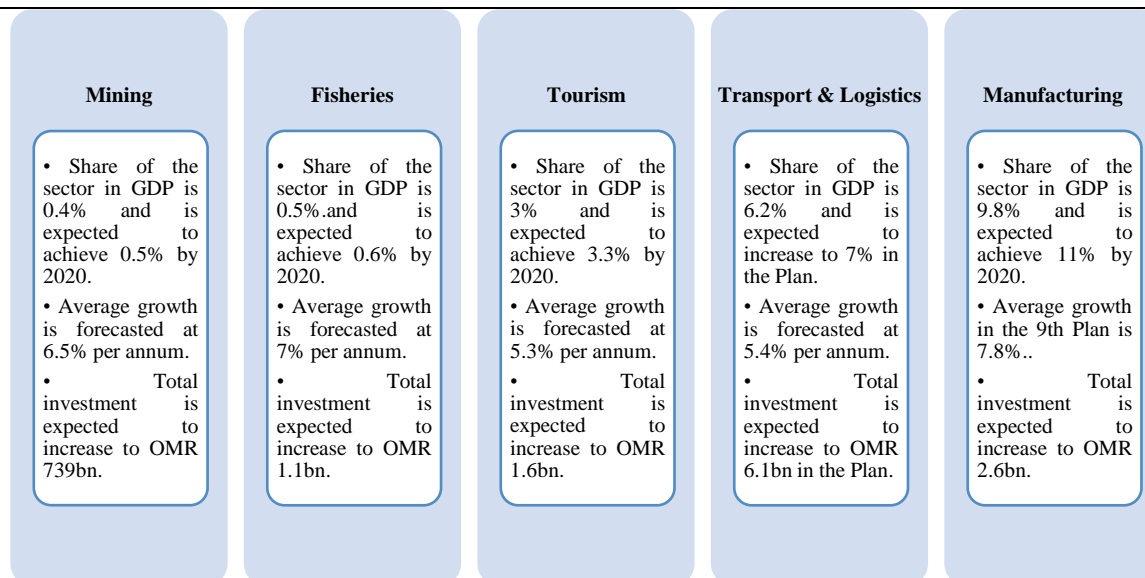 Mining
• Share of the
sector in GDP is
0.4% and is
expected to
achieve 0.5% by
2020.
• Average growth
is forecasted at
6.5% per annum.
• Total
investment is
expected to
increase to OMR
739bn.
Fisheries
• Share of the
sector in GDP is
0.5%.and is
expected to
achieve 0.6% by
2020.
• Average growth
is forecasted at
7% per annum.
• Total
investment is
expected to
increase to OMR
1.1bn.
Tourism
• Share of the
sector in GDP is
3% and is
expected to
achieve 3.3% by
2020.
• Average growth
is forecasted at
5.3% per annum.
• Total
investment is
expected to
increase to OMR
1.6bn.
Transport & Logistics
• Share of the
sector in GDP is
6.2% and is
expected to
increase to 7% in
the Plan.
• Average growth
is forecasted at
5.4% per annum.
• Total
investment is
expected to
increase to OMR
6.1bn in the Plan.
Manufacturing
• Share of the
sector in GDP is
9.8% and is
expected to
achieve 11% by
2020.
• Average growth
in the 9th Plan is
7.8%..
• Total
investment is
expected to
increase to OMR
2.6bn.